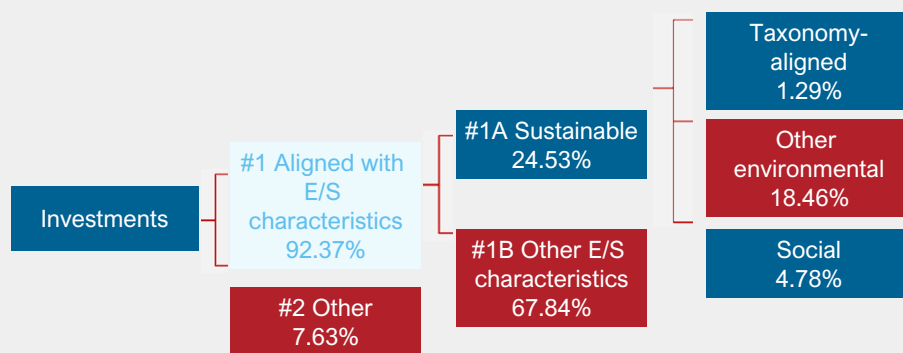 Investments
#1 Aligned with
E/S
characteristics
92.37%
#2 Other
7.63%
#1A Sustainable
24.53%
#1B Other E/S
characteristics
67.84%
Taxonomy-
aligned
1.29%
Other
environmental
18.46%
Social
4.78%